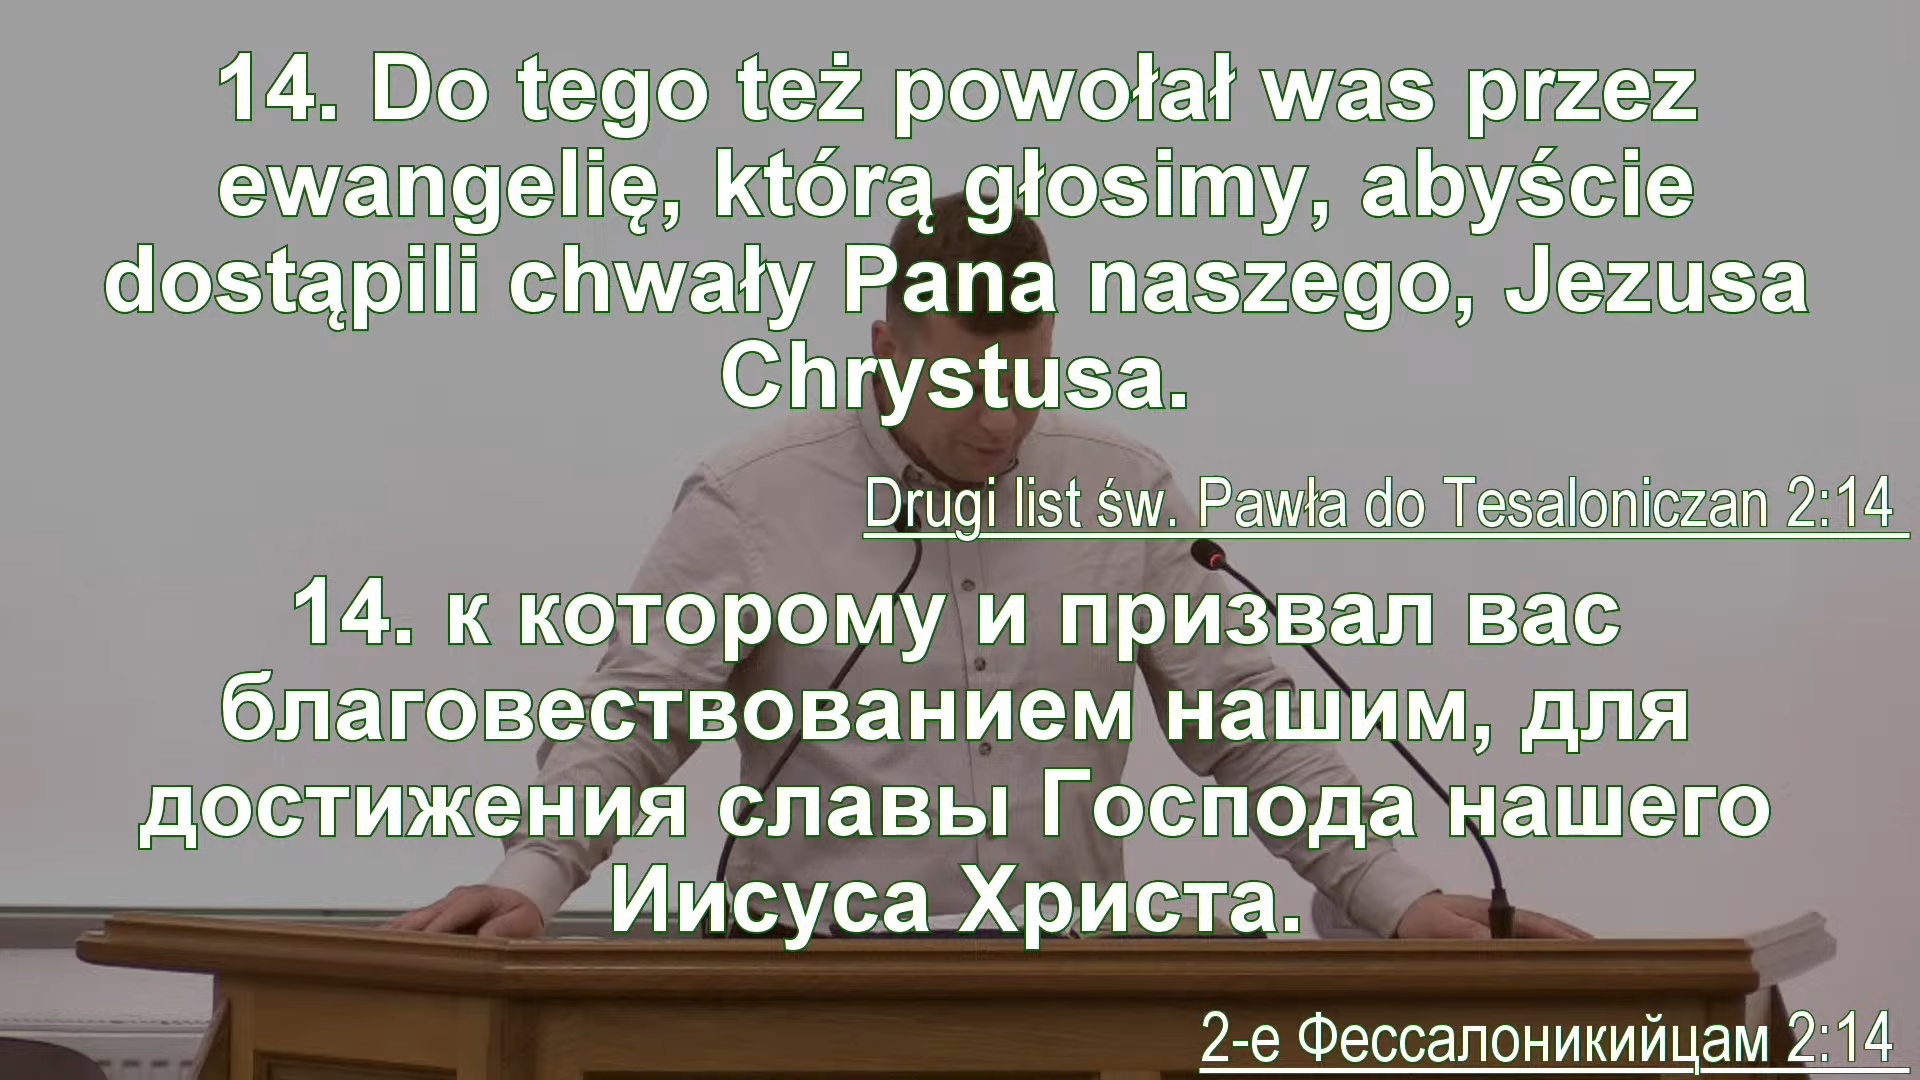 14. Do tego też powołał was przez
ewangelię, którą głosimy, abyście
dostąpili chwały Pana naszego, Jezusa
Chrystusa.
Drugi list św. Pawła do Tesaloniczan 2:14
14. к которому и призвал вас
благовествованием нашим, для
достижения славы Господа нашего
Иисуса Христа.
2-е Фессалоникийцам 2:14